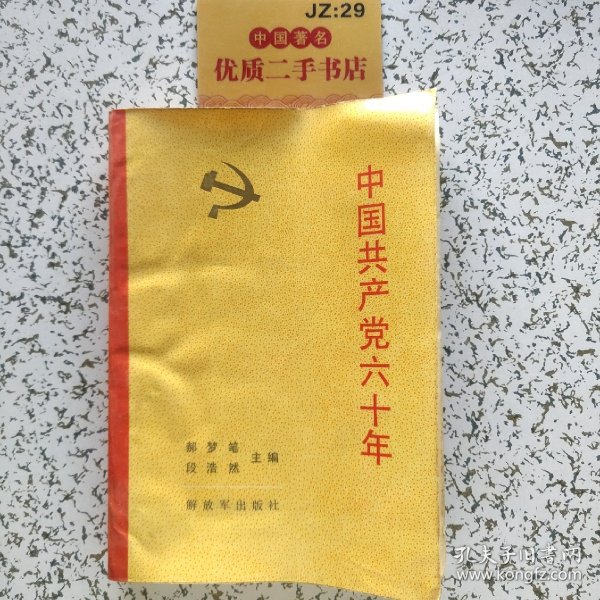 JZ:29
中国著名
优质二手书店
中国共产党六十年
郝梦笔
段浩然
主编
解放军出版社
孔夫子旧书网
www.kongfz.com